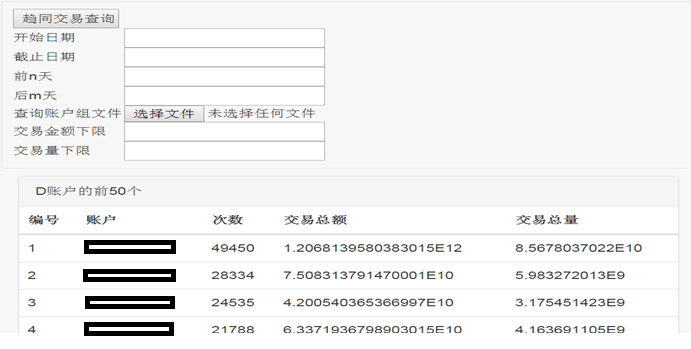 趋同交易查询
开始日期
截止日期
前n天
后m天
查询账户组文件 选择文件 未选择任何文件
交易金额下限
交易量下限
D账户的前50个
编号 账户 次数 交易总额 交易总量
1 49450 1.2068139580383015E12 8.5678037022E10
2 28334 7.508313791470001E10 5.983272013E9
3 24535 4.200540365366997E10 3.175451423E9
4 21788 6.3371936798903015E10 4.163691105E9